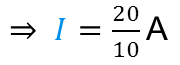 ⇒ I = 20/10 A